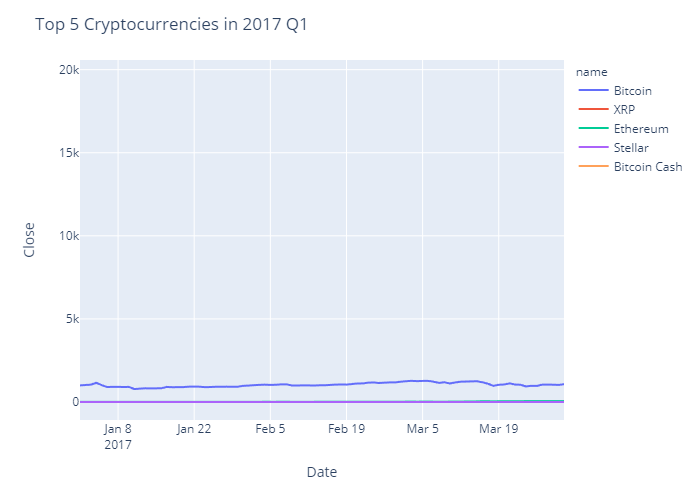 Top 5 Cryptocurrencies in 2017 Q1
name
Bitcoin
XRP
Ethereum
Stellar
Bitcoin Cash
Close
20k
15k
10k
5k
0
Jan 8
2017
Jan 22
Feb 5
Feb 19
Mar 5
Mar 19
Date